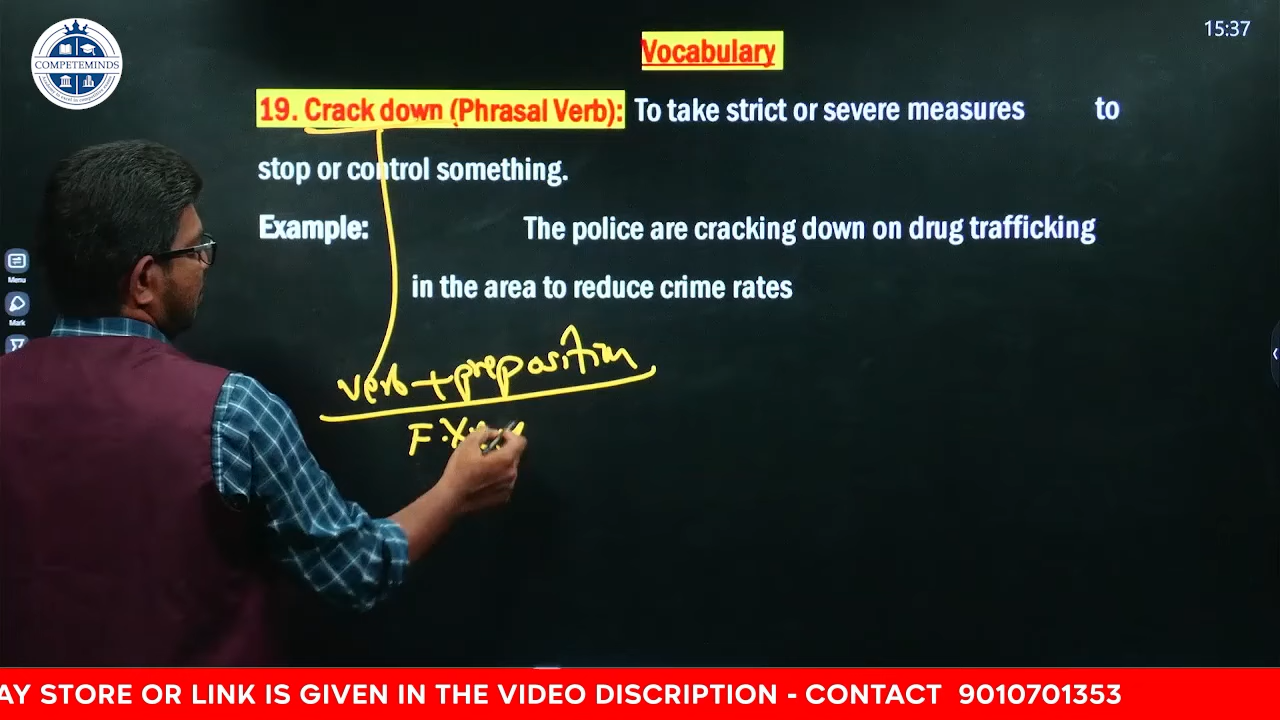 15:37
COMPETEMINDS
Vocabulary
19. Crack down (Phrasal Verb): To take strict or severe measures to
stop or control something.
Example: The police are cracking down on drug trafficking
in the area to reduce crime rates
Menu
Mark
verb + preposition
AY STORE OR LINK IS GIVEN IN THE VIDEO DISCRIPTION - CONTACT 9010701353